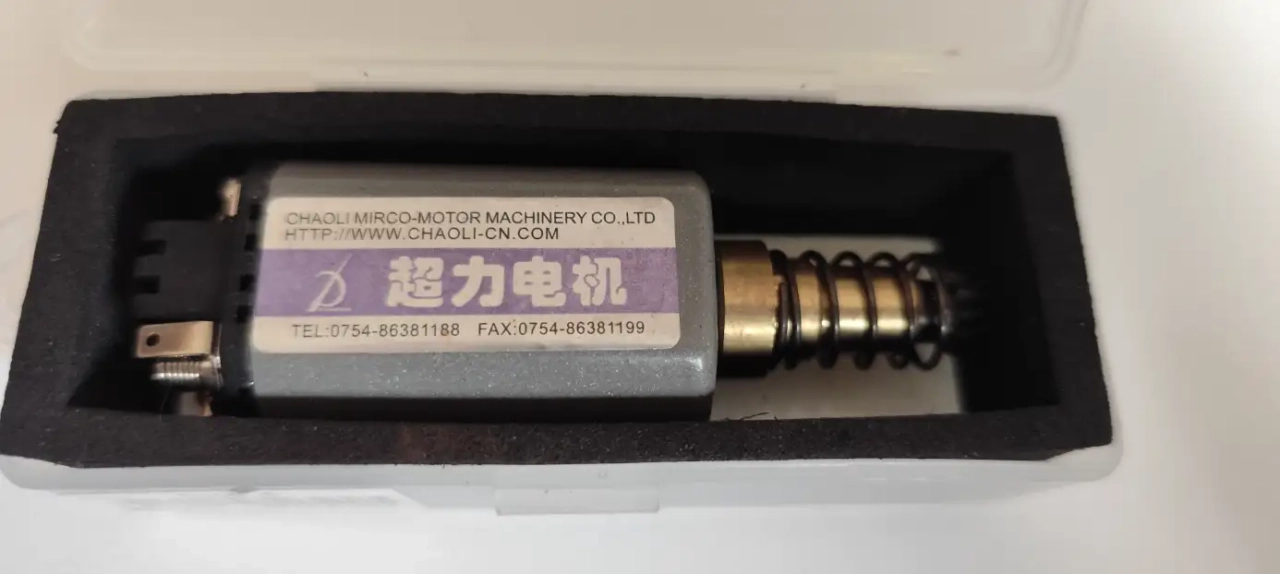 CHAOLI MIRCO-MOTOR MACHINERY CO.,LTD
HTTP://WWW.CHAOLI-CN.COM
超力电机
TEL:0754-86381188 FAX:0754-86381199